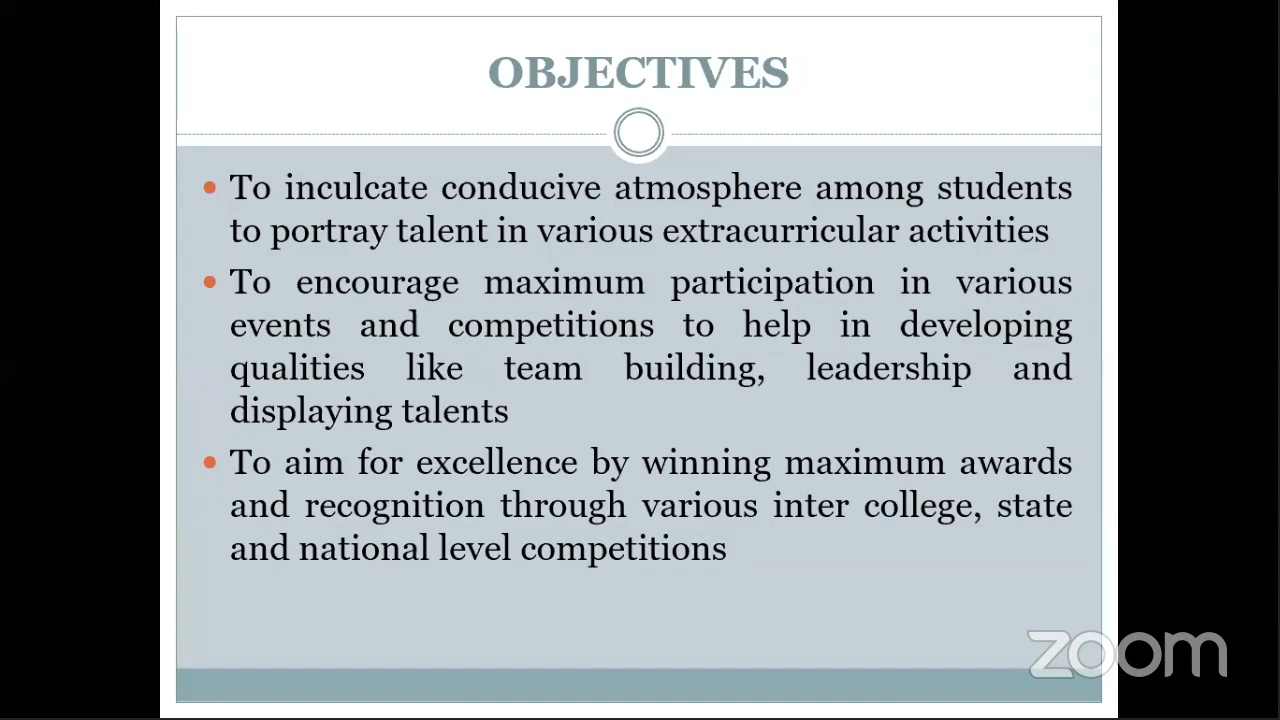 OBJECTIVES
• To inculcate conducive atmosphere among students
to portray talent in various extracurricular activities
• To encourage maximum participation in various
events and competitions to help in developing
qualities like team building, leadership and
displaying talents
• To aim for excellence by winning maximum awards
and recognition through various inter college, state
and national level competitions
zoom